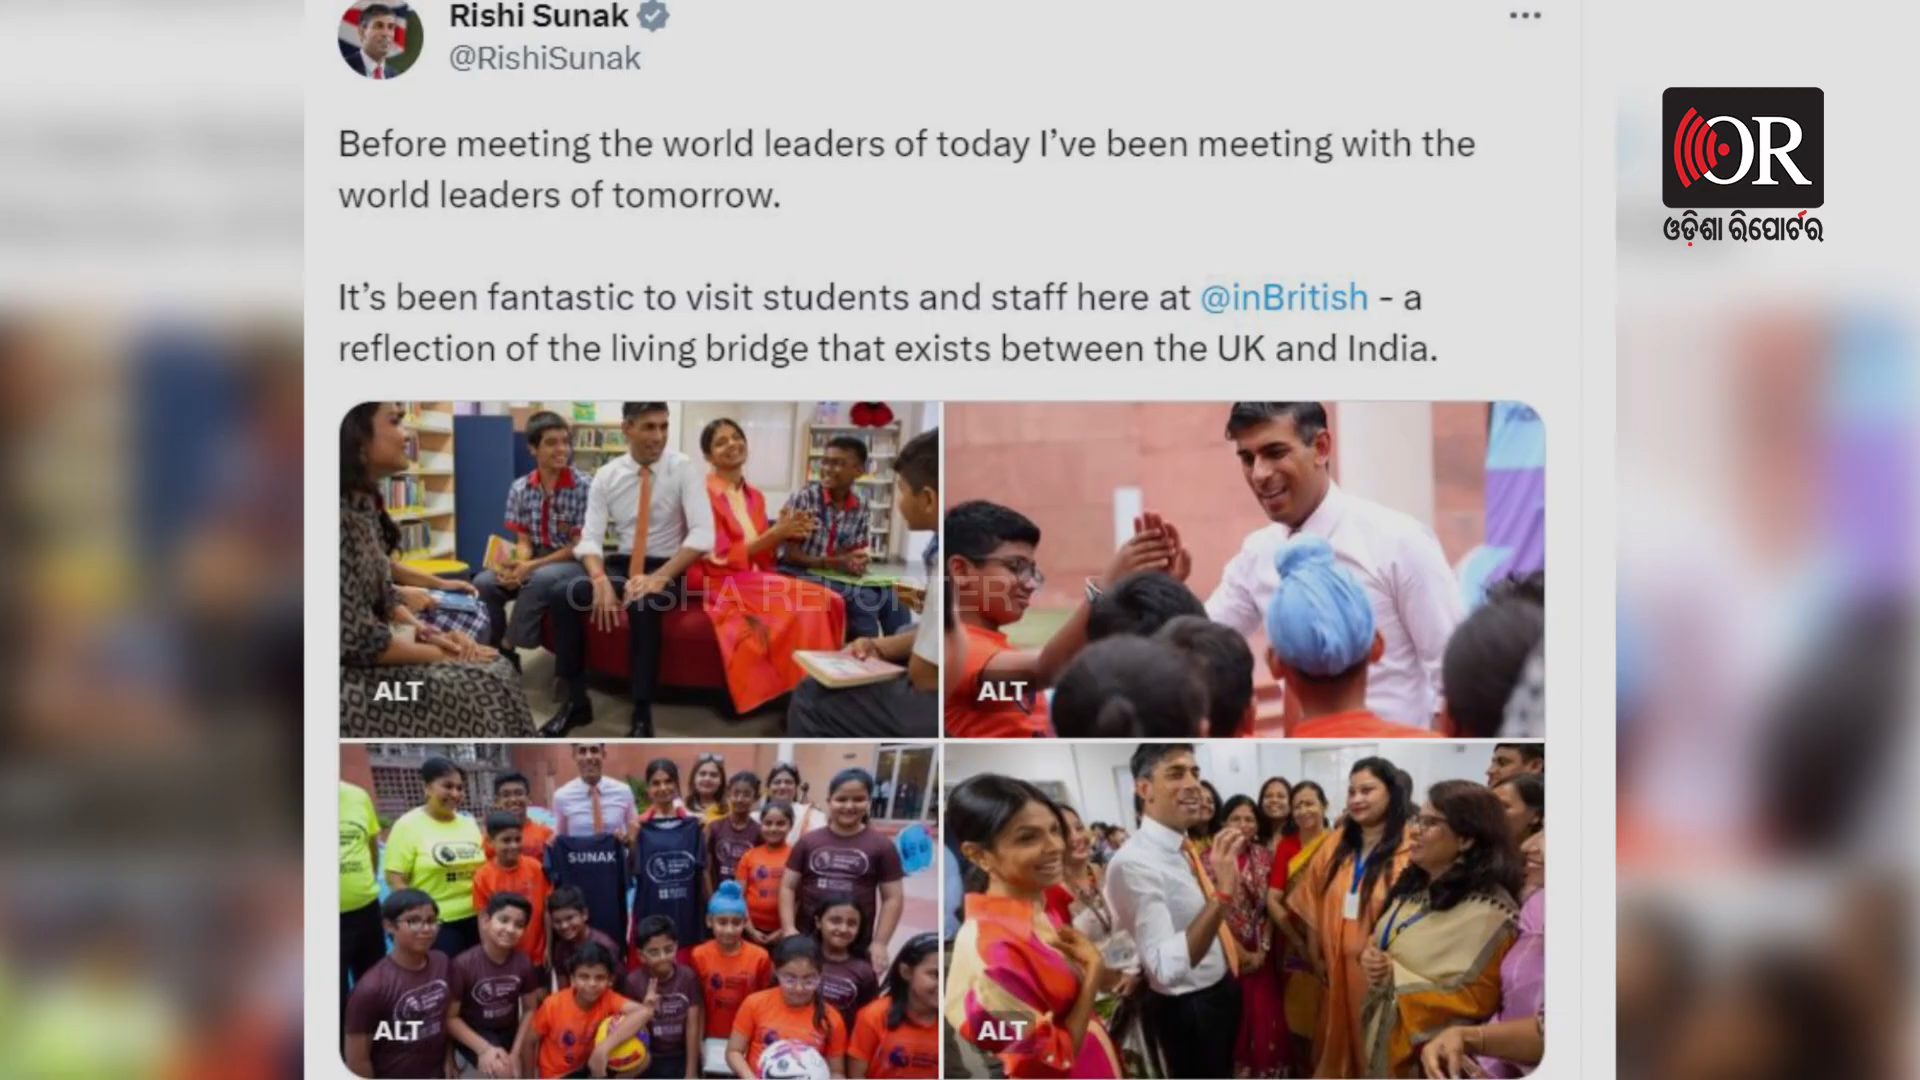 Rishi Sunak
@RishiSunak
OR
ଓଡ଼ିଶା ରିପୋର୍ଟର
Before meeting the world leaders of today I’ve been meeting with the
world leaders of tomorrow.
It’s been fantastic to visit students and staff here at @inBritish - a
reflection of the living bridge that exists between the UK and India.
ODISHA REPORTER
ALT
ALT
SUNAK
ALT
ALT